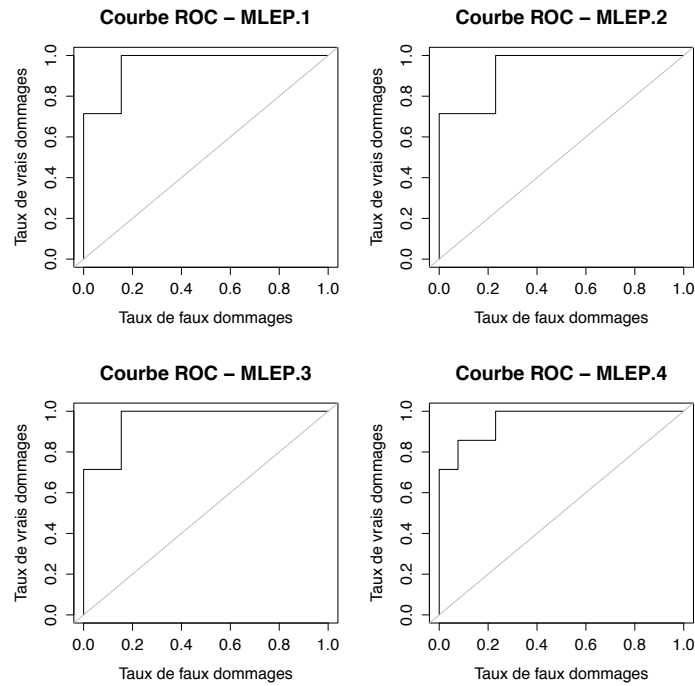 Courbe ROC − MLEP.1
Taux de vrais dommages
1.0
0.8
0.6
0.4
0.2
0.0
0.0 0.2 0.4 0.6 0.8 1.0
Taux de faux dommages
Courbe ROC − MLEP.2
Taux de vrais dommages
1.0
0.8
0.6
0.4
0.2
0.0
0.0 0.2 0.4 0.6 0.8 1.0
Taux de faux dommages
Courbe ROC − MLEP.3
Taux de vrais dommages
1.0
0.8
0.6
0.4
0.2
0.0
0.0 0.2 0.4 0.6 0.8 1.0
Taux de faux dommages
Courbe ROC − MLEP.4
Taux de vrais dommages
1.0
0.8
0.6
0.4
0.2
0.0
0.0 0.2 0.4 0.6 0.8 1.0
Taux de faux dommages